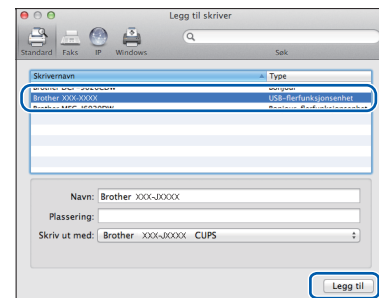 Legg til skriver
Standard Faks IP Windows Søk
Skrivernavn Type
Brother XXX-XXXX USB-flerfunksjonsenhet
Navn: Brother XXX-JXXXX
Plassering:
Skriv ut med: Brother XXX-JXXXX CUPS
Legg til